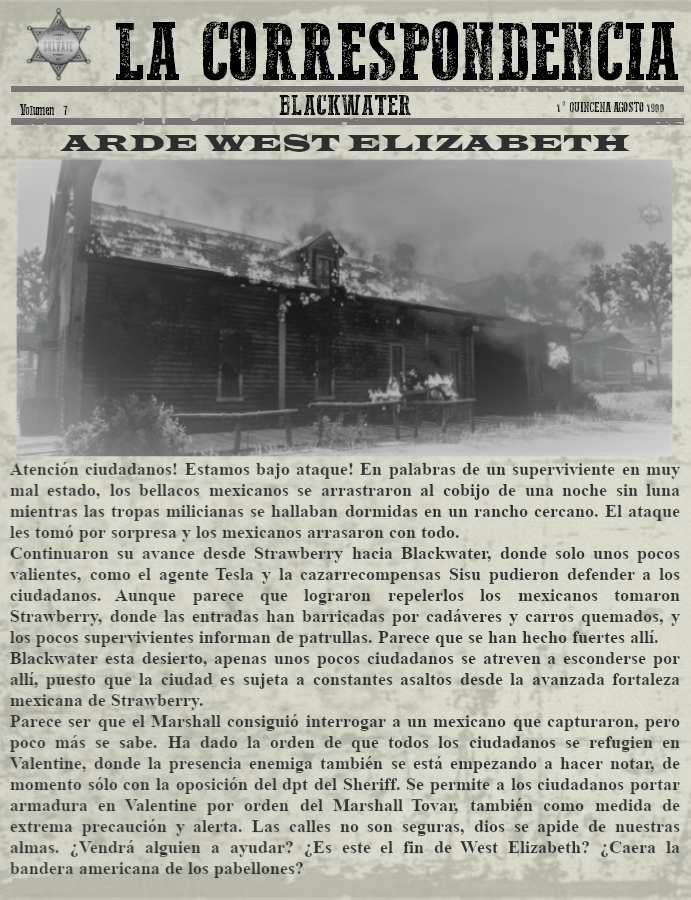 SALVAJE
LA CORRESPONDENCIA
Volumen 7
BLACKWATER
1ª QUINCENA AGOSTO 1900
ARDE WEST ELIZABETH
Atención ciudadanos! Estamos bajo ataque! En palabras de un superviviente en muy
mal estado, los bellacos mexicanos se arrastraron al cobijo de una noche sin luna
mientras las tropas milicianas se hallaban dormidas en un rancho cercano. El ataque
les tomó por sorpresa y los mexicanos arrasaron con todo.
Continuaron su avance desde Strawberry hacia Blackwater, donde solo unos pocos
valientes, como el agente Tesla y la cazarrecompensas Sisu pudieron defender a los
ciudadanos. Aunque parece que lograron repelerlos los mexicanos tomaron
Strawberry, donde las entradas han barricadas por cadáveres y carros quemados, y
los pocos supervivientes informan de patrullas. Parece que se han hecho fuertes allí.
Blackwater esta desierto, apenas unos pocos ciudadanos se atreven a esconderse por
allí, puesto que la ciudad es sujeta a constantes asaltos desde la avanzada fortaleza
mexicana de Strawberry.
Parece ser que el Marshall consiguió interrogar a un mexicano que capturaron, pero
poco más se sabe. Ha dado la orden de que todos los ciudadanos se refugien en
Valentine, donde la presencia enemiga también se está empezando a hacer notar, de
momento sólo con la oposición del dpt del Sheriff. Se permite a los ciudadanos portar
armadura en Valentine por orden del Marshall Tovar, también como medida de
extrema precaución y alerta. Las calles no son seguras, dios se apide de nuestras
almas. ¿Vendrá alguien a ayudar? ¿Es este el fin de West Elizabeth? ¿Caera la
bandera americana de los pabellones?